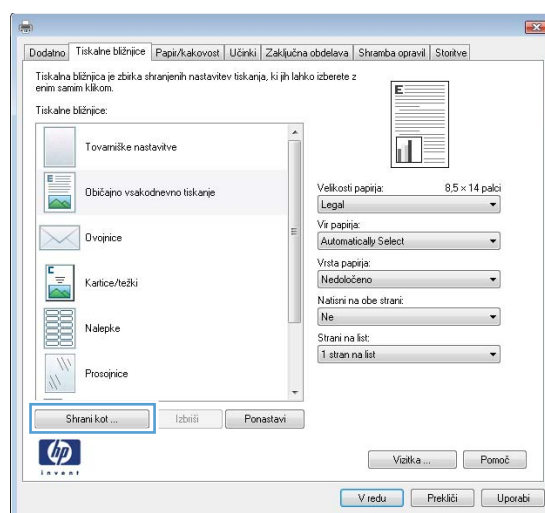 Dodatno Tiskalne bližnjice Papir/kakovost Učinki Zaključna obdelava Shramba opravil Storitve
Tiskalna bližnjica je zbirka shranjenih nastavitev tiskanja, ki jih lahko izberete z
enim samim klikom.
Tiskalne bližnjice:
Tovarniške nastavitve
Običajno vsakodnevno tiskanje
Ovojnice
Kartice/težki
Nalepke
Prosojnice
Shrani kot ... Izbriši Ponastavi
E
Velikosti papirja: 8,5 × 14 palci
Legal
Vir papirja:
Automatically Select
Vrsta papirja:
Nedoločeno
Natisni na obe strani:
Ne
Strani na list:
1 stran na list
hp
invent
Vizitka ... Pomoč
V redu Prekliči Uporabi